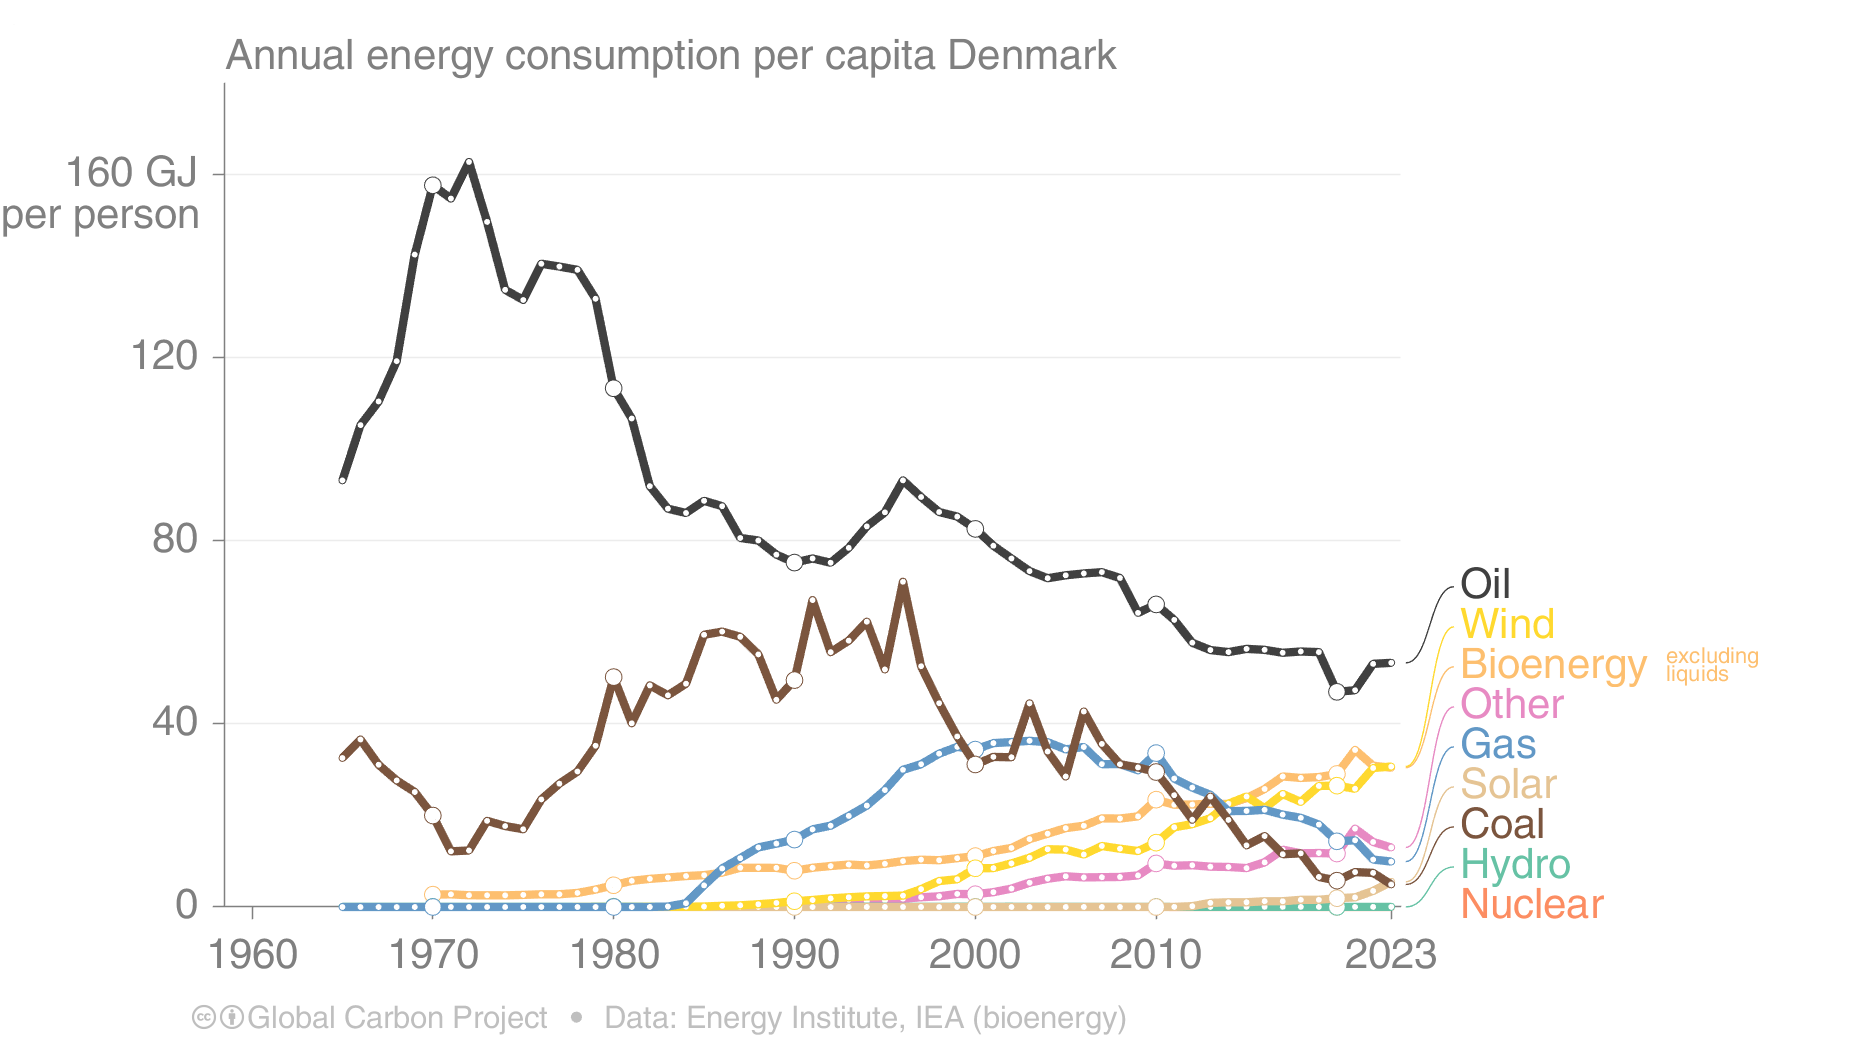 Annual energy consumption per capita Denmark
160 GJ
per person
120
80
40
0
1960 1970 1980 1990 2000 2010 2023
Oil
Wind
Bioenergy excluding
liquids
Other
Gas
Solar
Coal
Hydro
Nuclear
cc Global Carbon Project • Data: Energy Institute, IEA (bioenergy)